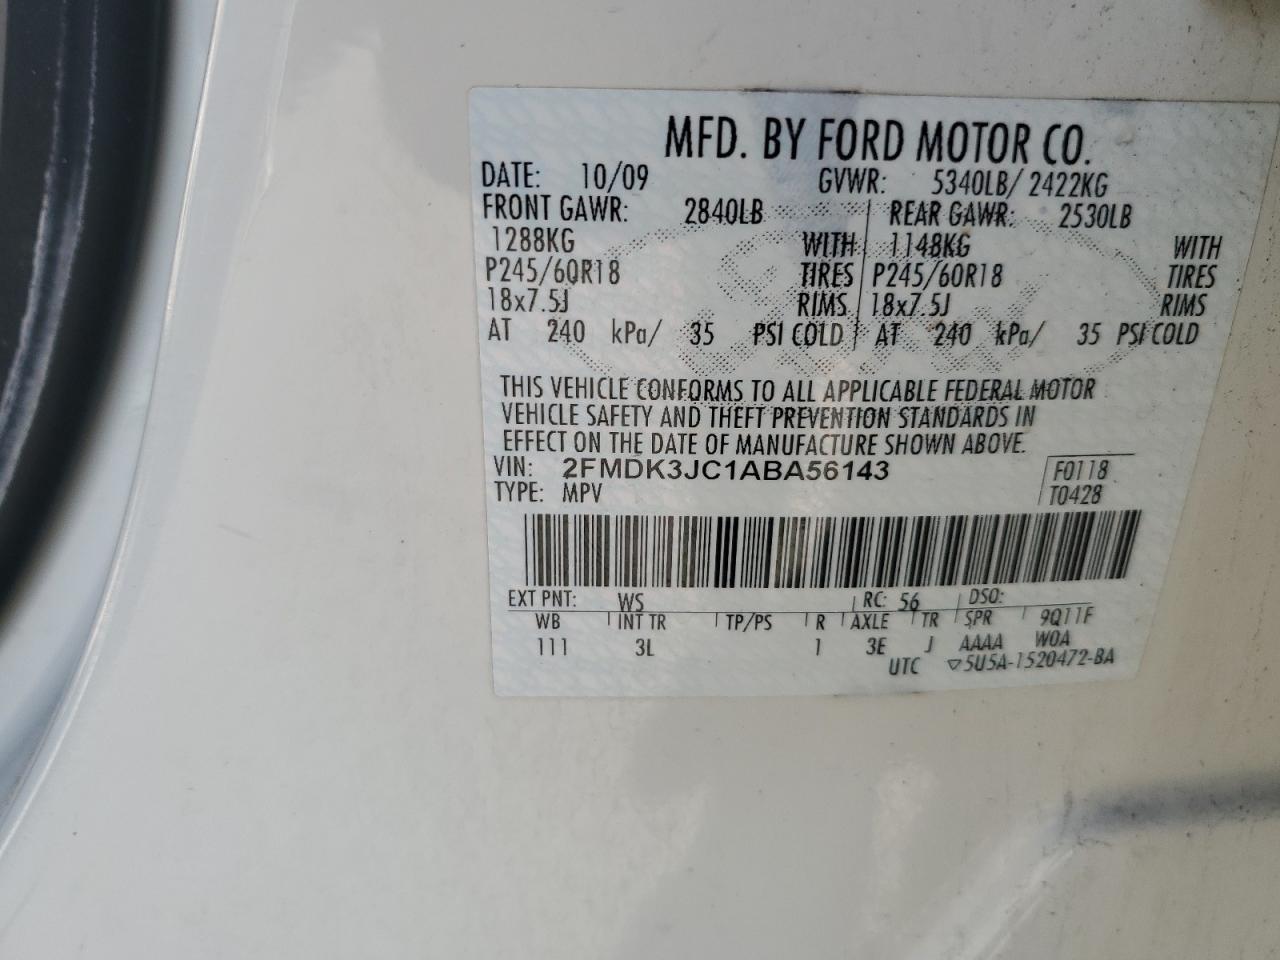 MFD. BY FORD MOTOR CO.
DATE: 10/09 GVWR: 5340LB/ 2422KG
FRONT GAWR: 2840LB REAR GAWR: 2530LB
1288KG WITH 1148KG WITH
P245/60R18 TIRES P245/60R18 TIRES
18x7.5J RIMS 18x7.5J RIMS
AT 240 kPa/ 35 PSI COLD AT 240 kPa/ 35 PSI COLD
THIS VEHICLE CONFORMS TO ALL APPLICABLE FEDERAL MOTOR
VEHICLE SAFETY AND THEFT PREVENTION STANDARDS IN
EFFECT ON THE DATE OF MANUFACTURE SHOWN ABOVE.
VIN: 2FMDK3JC1ABA56143 F0118
TYPE: MPV T0428
EXT PNT: WS RC: 56 DSO:
WB INT TR TP/PS R AXLE TR SPR 9Q11F
111 3L 1 3E J AAAA W0A
UTC ▽5U5A-1520472-BA